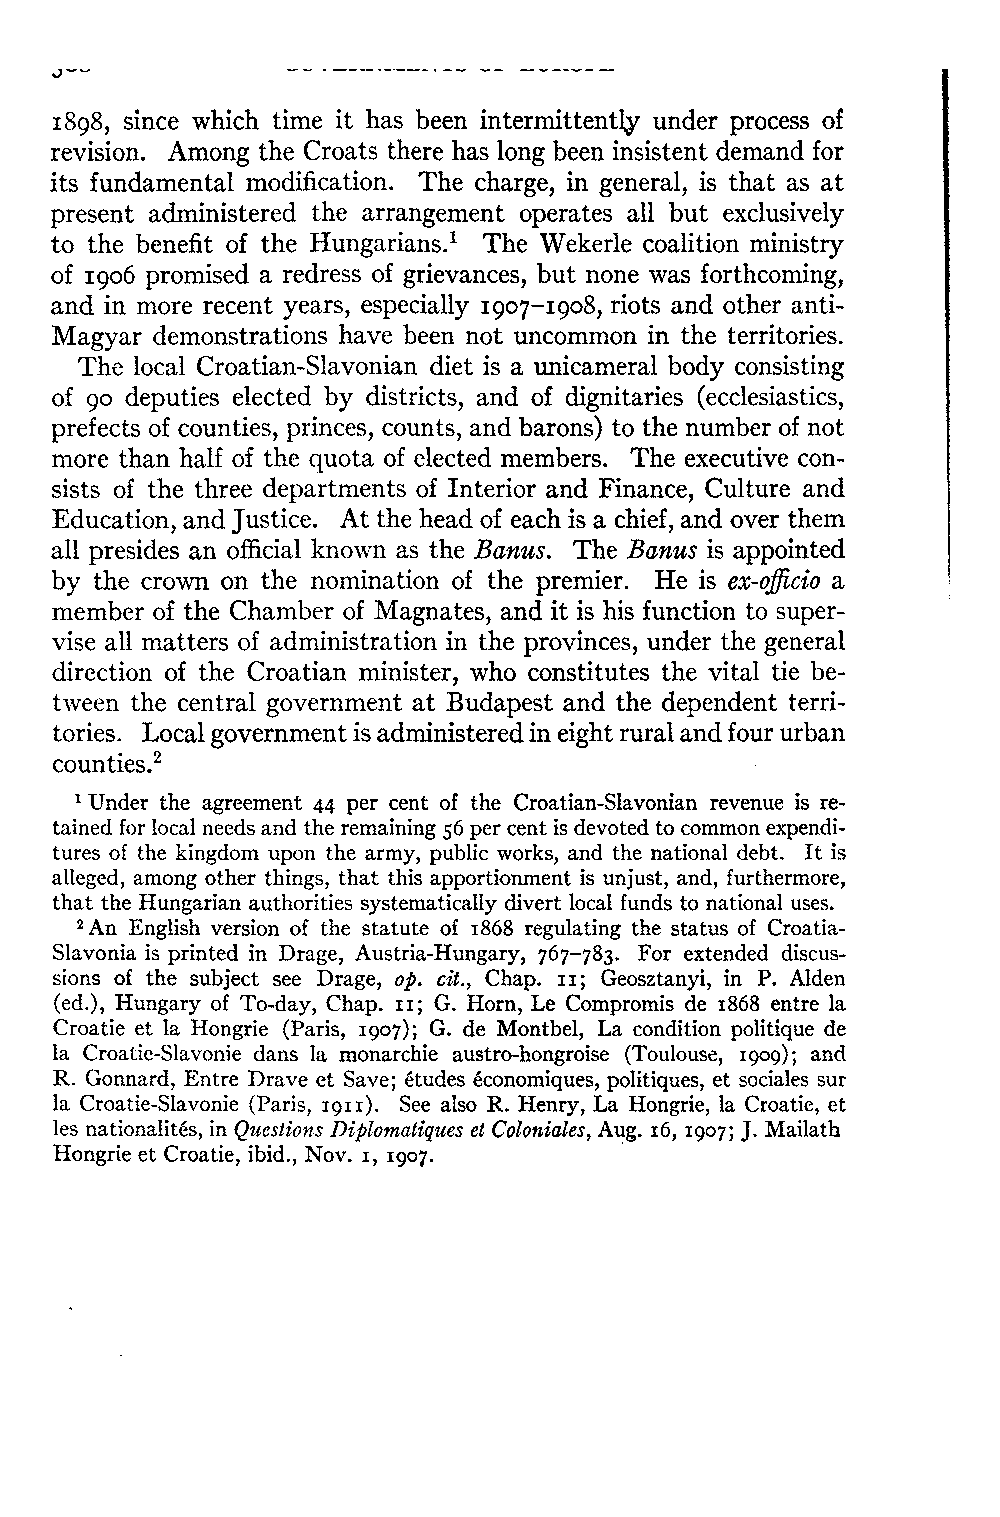 1898, since which time it has been intermittently under process of
revision. Among the Croats there has long been insistent demand for
its fundamental modification. The charge, in general, is that as at
present administered the arrangement operates all but exclusively
to the benefit of the Hungarians.¹ The Wekerle coalition ministry
of 1906 promised a redress of grievances, but none was forthcoming,
and in more recent years, especially 1907–1908, riots and other anti-
Magyar demonstrations have been not uncommon in the territories.
The local Croatian-Slavonian diet is a unicameral body consisting
of 90 deputies elected by districts, and of dignitaries (ecclesiastics,
prefects of counties, princes, counts, and barons) to the number of not
more than half of the quota of elected members. The executive con-
sists of the three departments of Interior and Finance, Culture and
Education, and Justice. At the head of each is a chief, and over them
all presides an official known as the Banus. The Banus is appointed
by the crown on the nomination of the premier. He is ex-officio a
member of the Chamber of Magnates, and it is his function to super-
vise all matters of administration in the provinces, under the general
direction of the Croatian minister, who constitutes the vital tie be-
tween the central government at Budapest and the dependent terri-
tories. Local government is administered in eight rural and four urban
counties.²
¹ Under the agreement 44 per cent of the Croatian-Slavonian revenue is re-
tained for local needs and the remaining 56 per cent is devoted to common expendi-
tures of the kingdom upon the army, public works, and the national debt. It is
alleged, among other things, that this apportionment is unjust, and, furthermore,
that the Hungarian authorities systematically divert local funds to national uses.
² An English version of the statute of 1868 regulating the status of Croatia-
Slavonia is printed in Drage, Austria-Hungary, 767–783. For extended discus-
sions of the subject see Drage, op. cit., Chap. 11; Geosztanyi, in P. Alden
(ed.), Hungary of To-day, Chap. 11; G. Horn, Le Compromis de 1868 entre la
Croatie et la Hongrie (Paris, 1907); G. de Montbel, La condition politique de
la Croatie-Slavonie dans la monarchie austro-hongroise (Toulouse, 1909); and
R. Gonnard, Entre Drave et Save; études économiques, politiques, et sociales sur
la Croatie-Slavonie (Paris, 1911). See also R. Henry, La Hongrie, la Croatie, et
les nationalités, in Questions Diplomatiques et Coloniales, Aug. 16, 1907; J. Mailath
Hongrie et Croatie, ibid., Nov. 1, 1907.